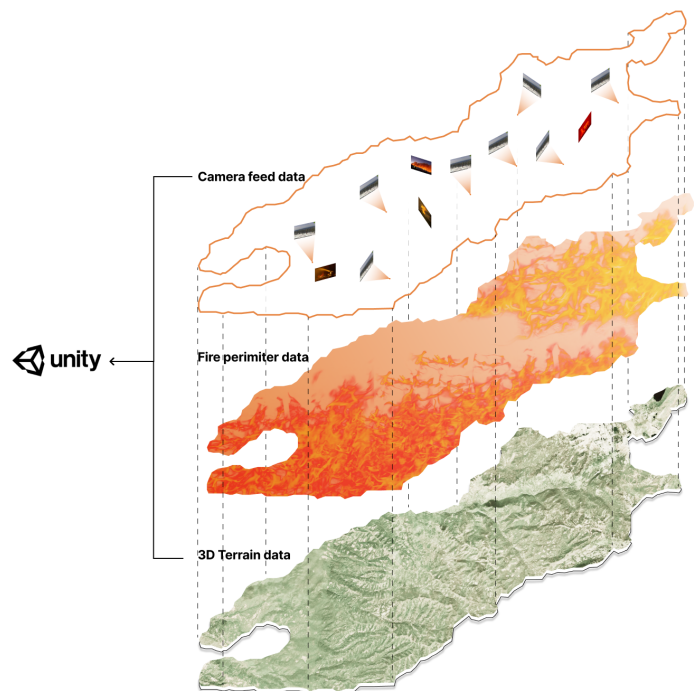 Camera feed data
Fire perimiter data
unity
3D Terrain data